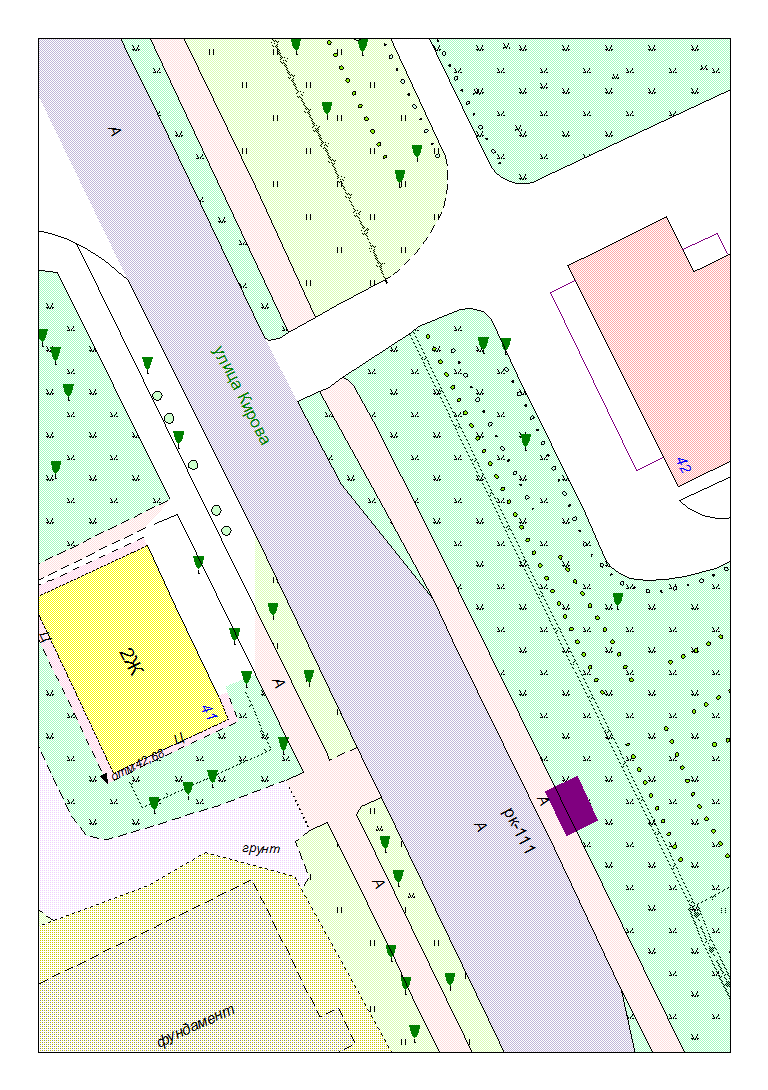 А
улица Кирова
42
2Ж
Ц
41
Ц
отм.42.68
А
А
рк-111
А
грунт
А
фундамент